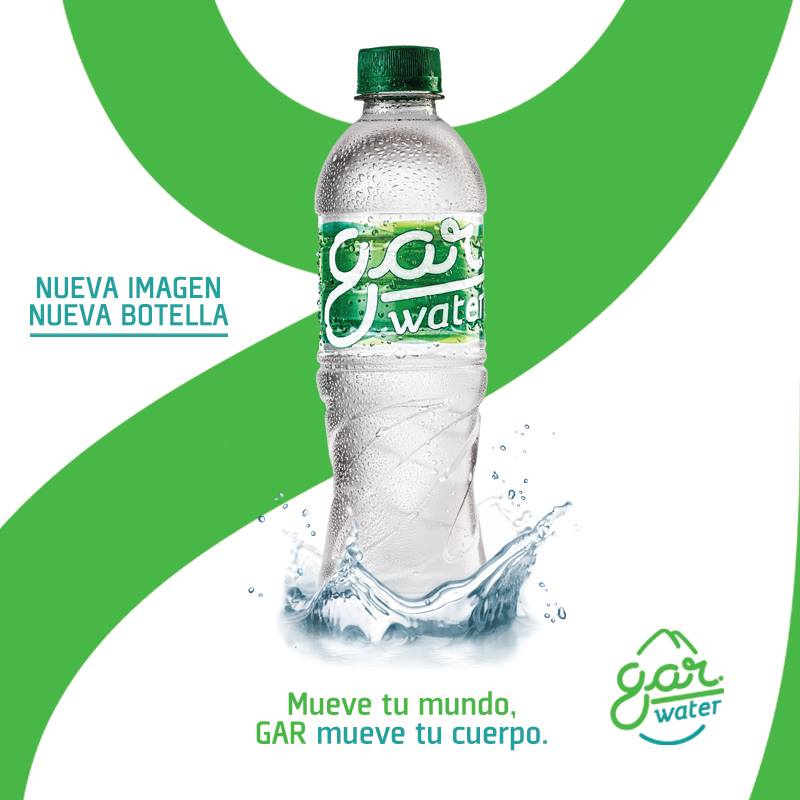 gar
water
NUEVA IMAGEN
NUEVA BOTELLA
Mueve tu mundo,
GAR mueve tu cuerpo.
gar.
water